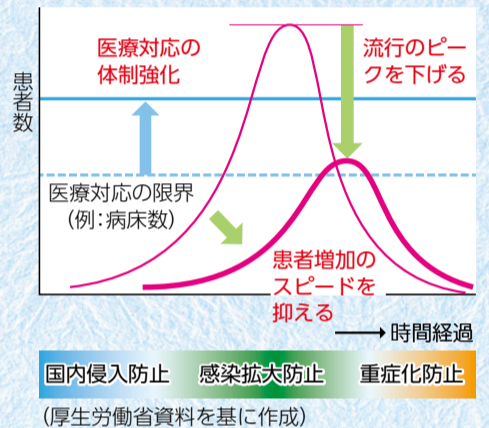 医療対応の
体制強化
流行のピー
クを下げる
患者数
医療対応の限界
(例:病床数)
患者増加の
スピードを
抑える
時間経過
国内侵入防止 感染拡大防止 重症化防止
(厚生労働省資料を基に作成)